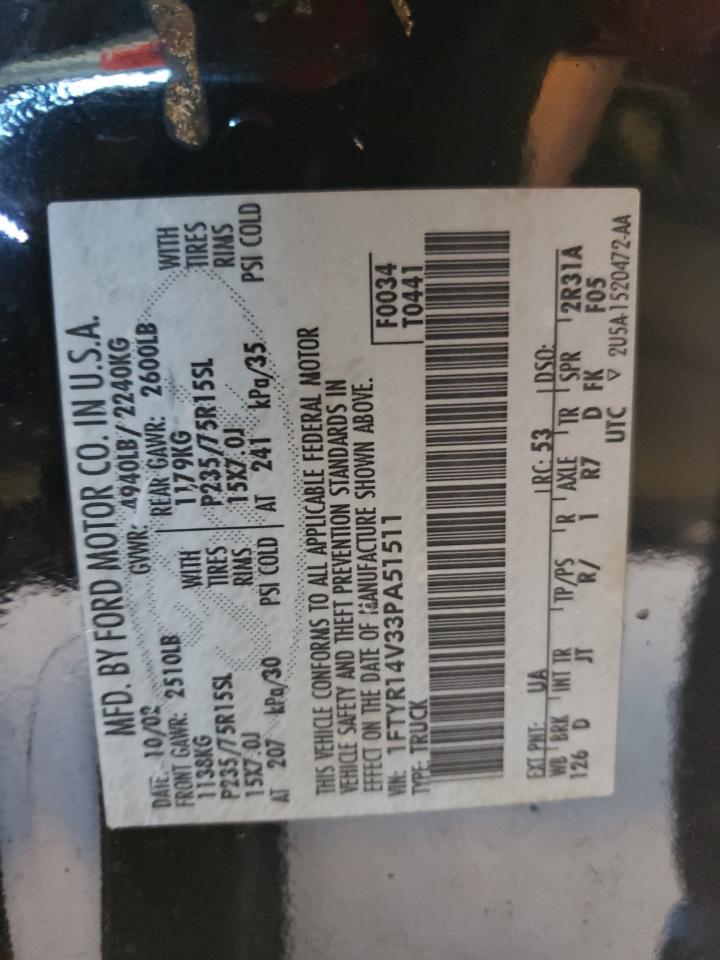 MFD. BY FORD MOTOR CO. IN U.S.A.
DATE: 10/02 GVWR: 4940LB/ 2240KG
FRONT GAWR: 2510LB REAR GAWR: 2600LB
1138KG WITH 1179KG WITH
P235/75R15SL TIRES P235/75R15SL TIRES
15X7.0J RIMS 15X7.0J RIMS
AT 207 kPa/30 PSI COLD AT 241 kPa/35 PSI COLD
THIS VEHICLE CONFORMS TO ALL APPLICABLE FEDERAL MOTOR
VEHICLE SAFETY AND THEFT PREVENTION STANDARDS IN
EFFECT ON THE DATE OF MANUFACTURE SHOWN ABOVE.
VIN: 1FTYR14V33PA51511 F0034
TYPE: TRUCK T0441
EXT PNT: UA RC: 53 DSO:
WB BRK INT TR TP/PS R AXLE TR SPR 2R31A
126 D JT R/ 1 R7 D FK F05
UTC ▽ 2U5A-1520472-AA